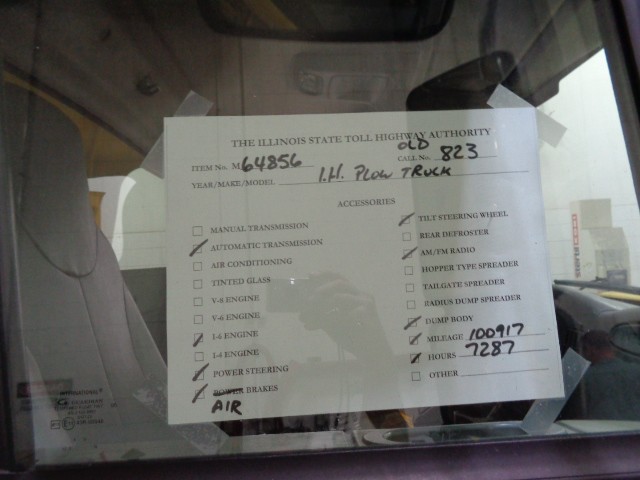 THE ILLINOIS STATE TOLL HIGHWAY AUTHORITY
ITEM No. M64856 OLD CALL No. 823
YEAR/MAKE/MODEL I.H. PLOW TRUCK
ACCESSORIES
MANUAL TRANSMISSION
AUTOMATIC TRANSMISSION
AIR CONDITIONING
TINTED GLASS
V-8 ENGINE
V-6 ENGINE
I-6 ENGINE
I-4 ENGINE
POWER STEERING
POWER BRAKES
AIR
TILT STEERING WHEEL
REAR DEFROSTER
AM/FM RADIO
HOPPER TYPE SPREADER
TAILGATE SPREADER
RADIUS DUMP SPREADER
DUMP BODY
MILEAGE 100917
HOURS 7287
OTHER
INTERNATIONAL